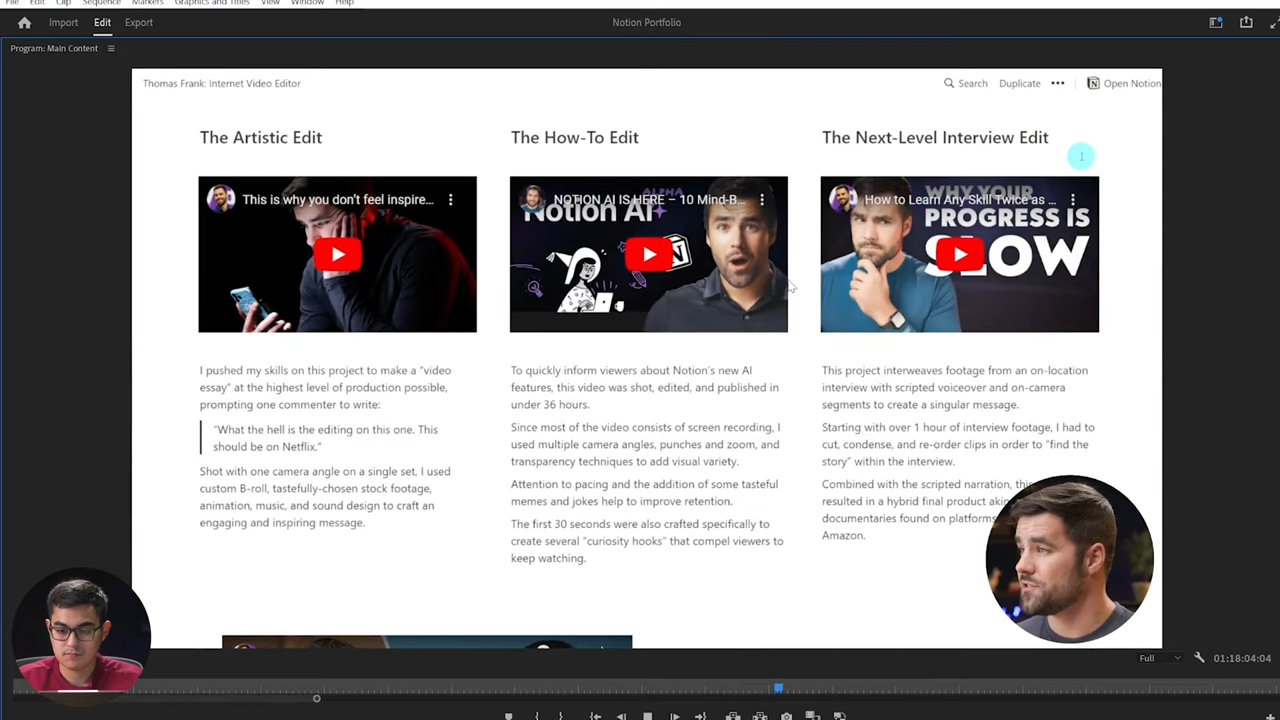 File Edit Clip Sequence Markers Graphics and Titles View Window Help
Import Edit Export Notion Portfolio
Program: Main Content
Thomas Frank: Internet Video Editor
Search Duplicate ••• Open Notion
The Artistic Edit
The How-To Edit
The Next-Level Interview Edit
This is why you don't feel inspire...
NOTION AI IS HERE – 10 Mind-B...
ALPHA
Notion AI
How to Learn Any Skill Twice as ...
WHY YOUR
PROGRESS IS
SLOW
I pushed my skills on this project to make a "video
essay" at the highest level of production possible,
prompting one commenter to write:
"What the hell is the editing on this one. This
should be on Netflix."
Shot with one camera angle on a single set, I used
custom B-roll, tastefully-chosen stock footage,
animation, music, and sound design to craft an
engaging and inspiring message.
To quickly inform viewers about Notion's new AI
features, this video was shot, edited, and published in
under 36 hours.
Since most of the video consists of screen recording, I
used multiple camera angles, punches and zoom, and
transparency techniques to add visual variety.
Attention to pacing and the addition of some tasteful
memes and jokes help to improve retention.
The first 30 seconds were also crafted specifically to
create several "curiosity hooks" that compel viewers to
keep watching.
This project interweaves footage from an on-location
interview with scripted voiceover and on-camera
segments to create a singular message.
Starting with over 1 hour of interview footage, I had to
cut, condense, and re-order clips in order to "find the
story" within the interview.
Combined with the scripted narration, this
resulted in a hybrid final product akin
documentaries found on platforms
Amazon.
Full 01:18:04:04